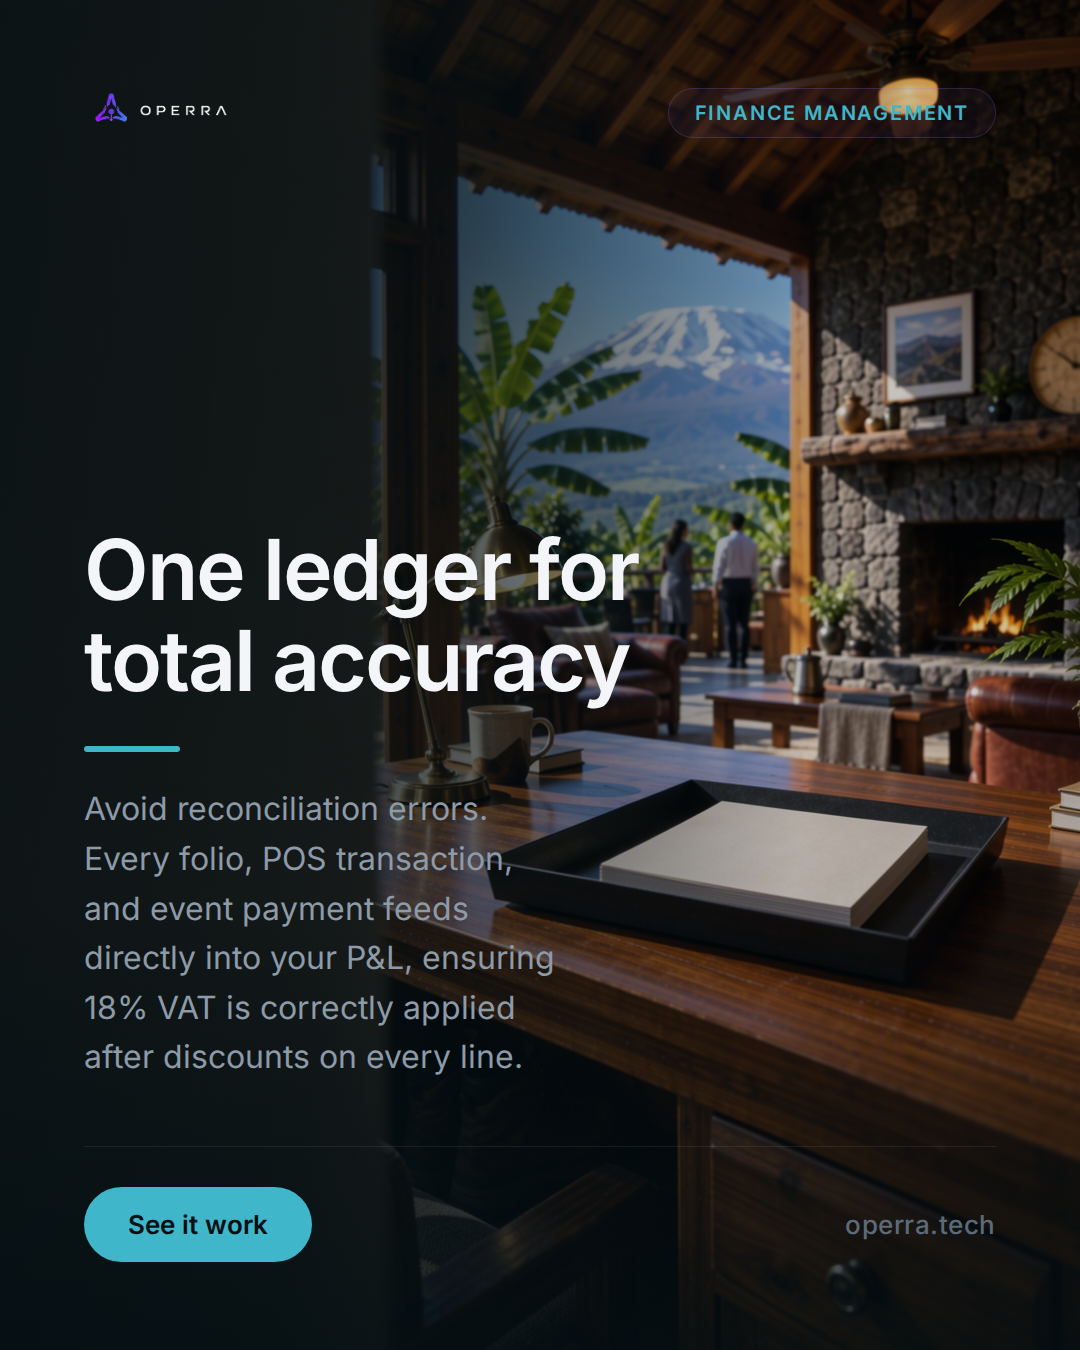 OPERRA
FINANCE MANAGEMENT
One ledger for
total accuracy
Avoid reconciliation errors.
Every folio, POS transaction,
and event payment feeds
directly into your P&L, ensuring
18% VAT is correctly applied
after discounts on every line.
See it work
operra.tech